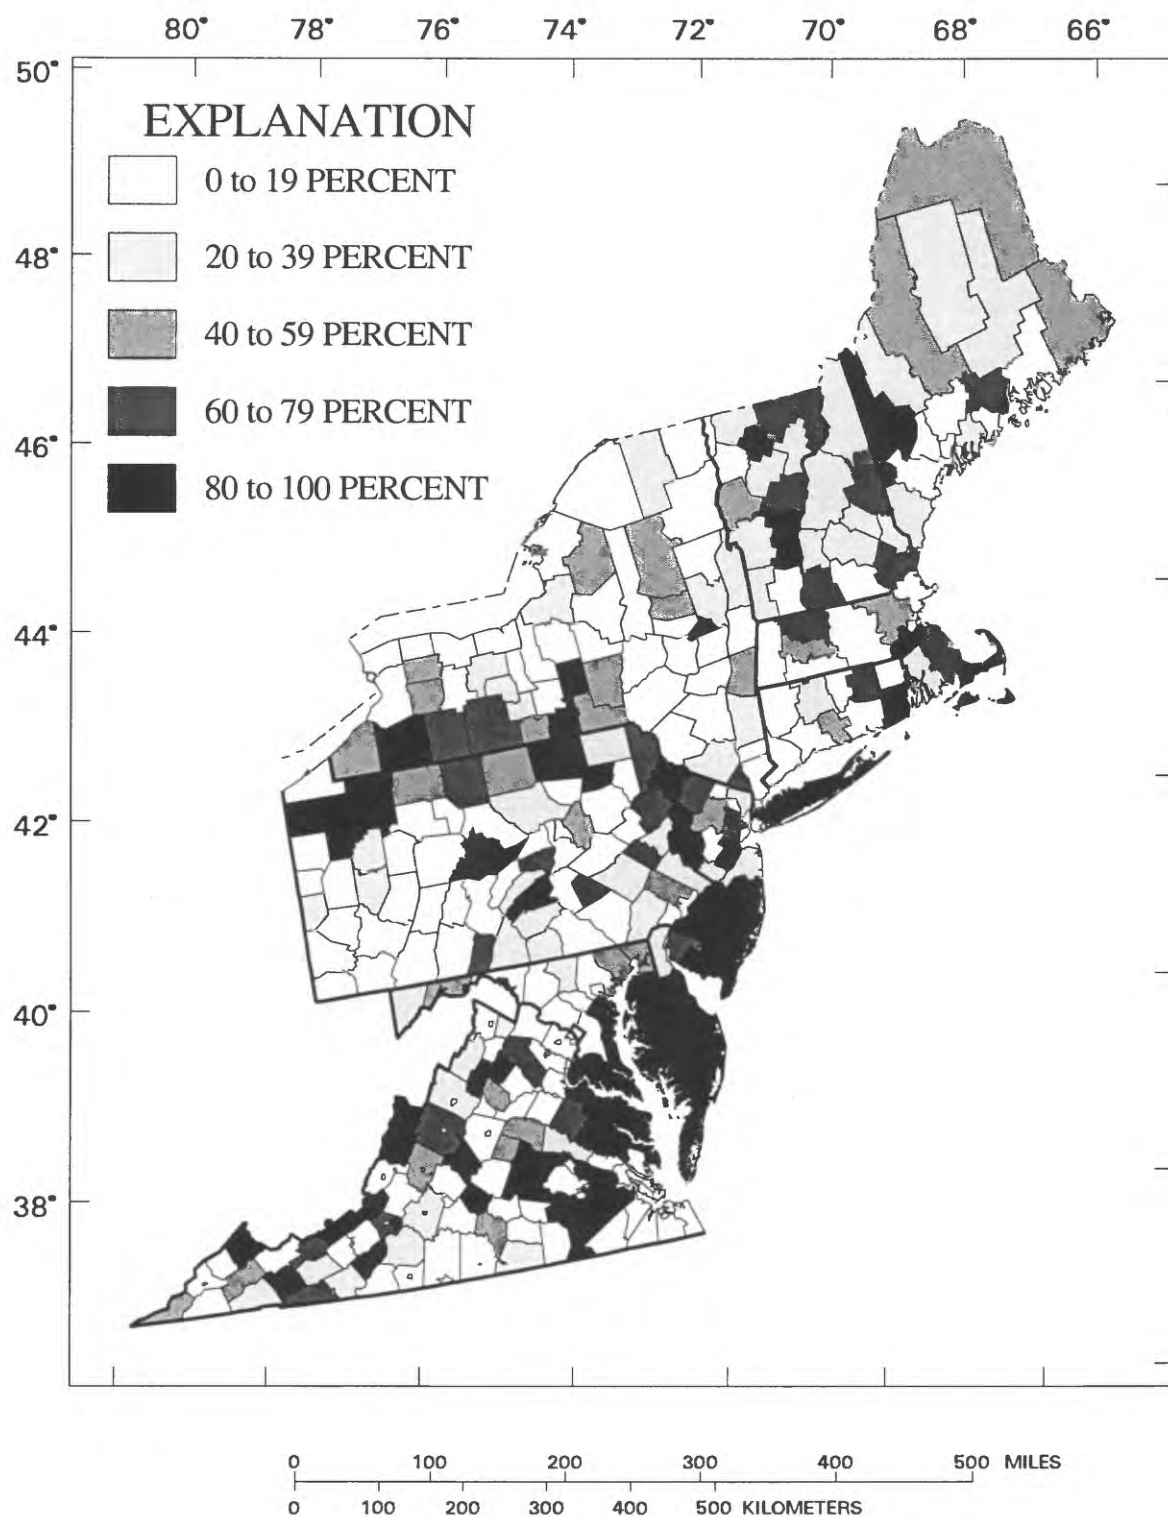 80° 78° 76° 74° 72° 70° 68° 66°
50°
EXPLANATION
0 to 19 PERCENT
20 to 39 PERCENT
48°
40 to 59 PERCENT
60 to 79 PERCENT
46°
80 to 100 PERCENT
44°
42°
40°
38°
0 100 200 300 400 500 MILES
0 100 200 300 400 500 KILOMETERS